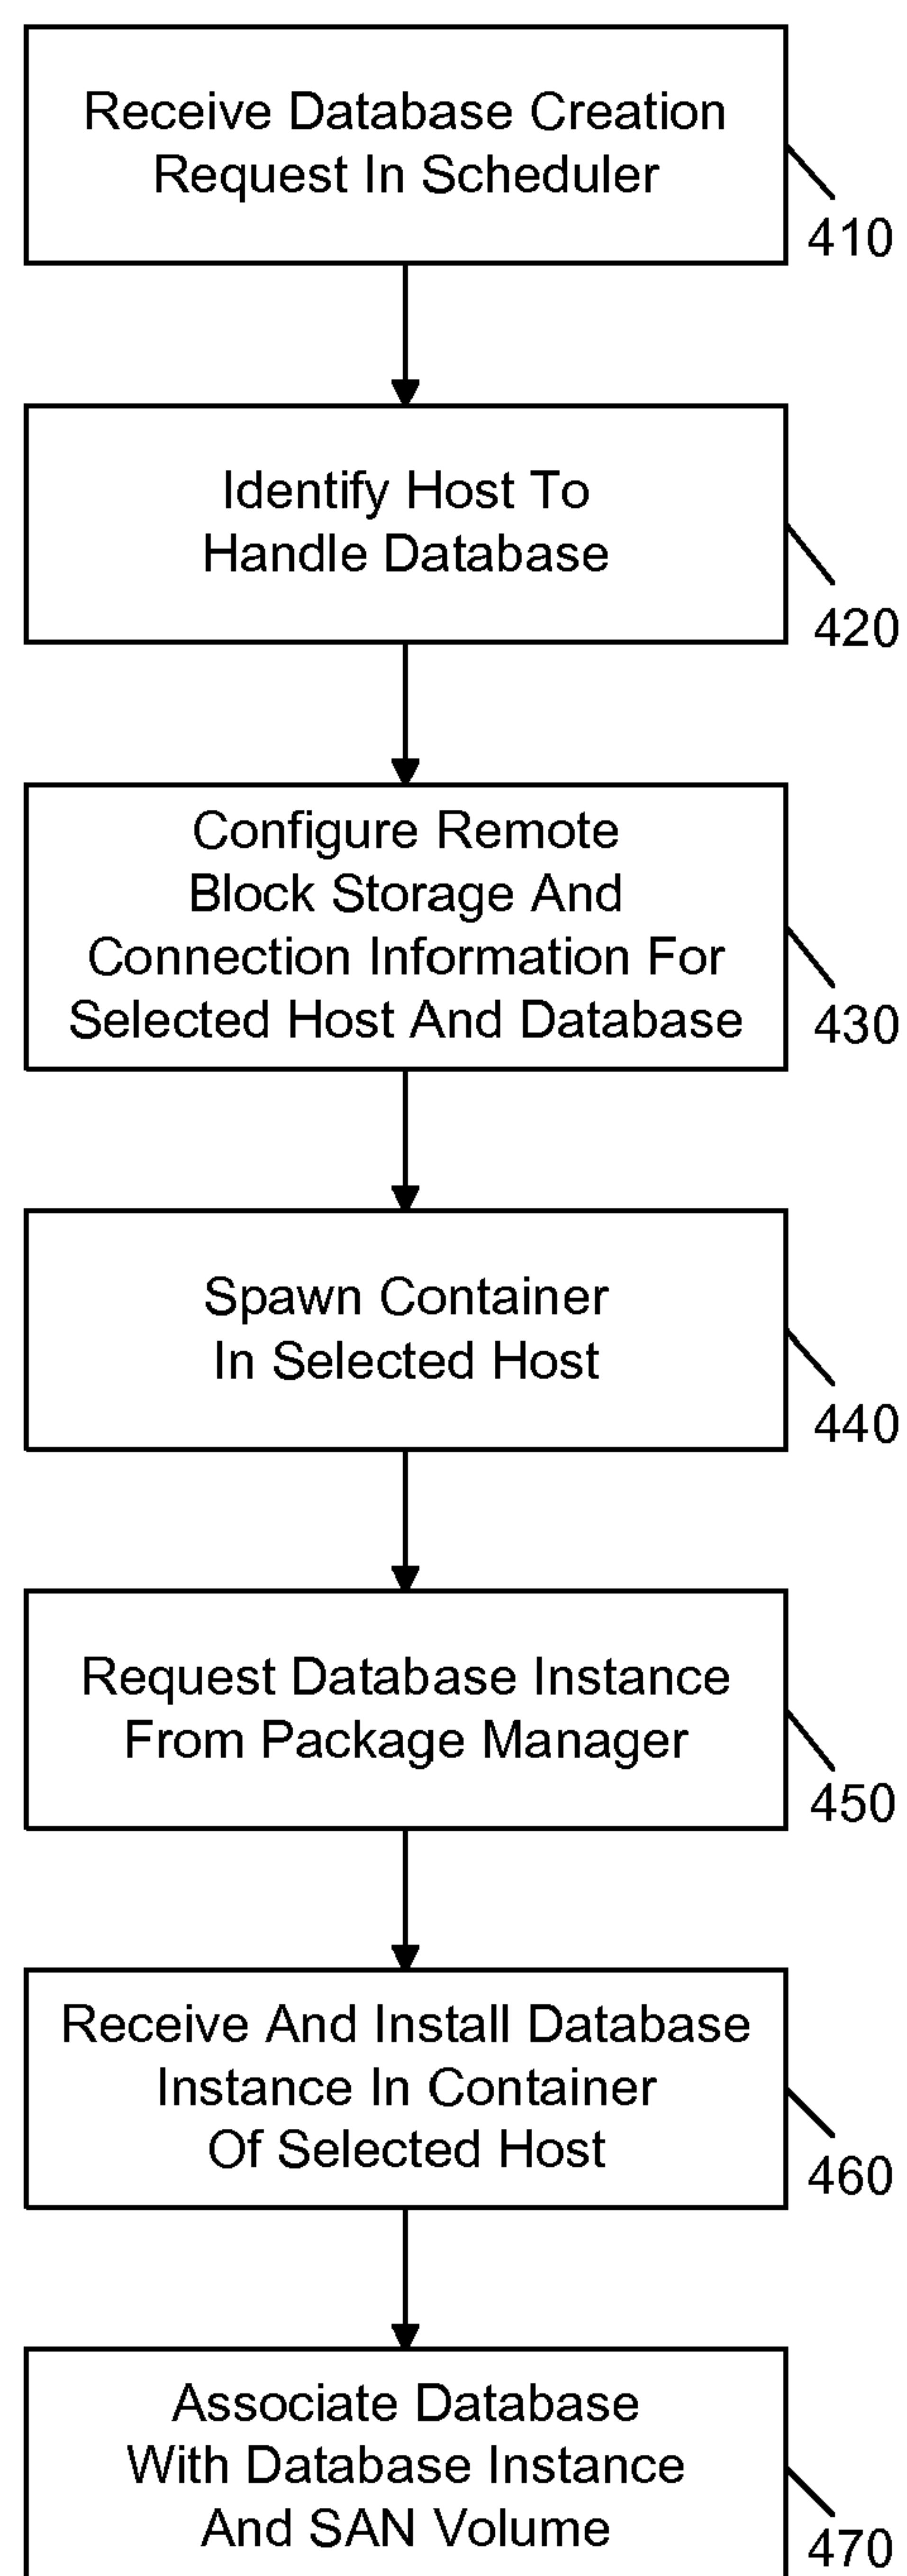 Receive Database Creation
Request In Scheduler
410
Identify Host To
Handle Database
420
Configure Remote
Block Storage And
Connection Information For
Selected Host And Database
430
Spawn Container
In Selected Host
440
Request Database Instance
From Package Manager
450
Receive And Install Database
Instance In Container
Of Selected Host
460
Associate Database
With Database Instance
And SAN Volume
470